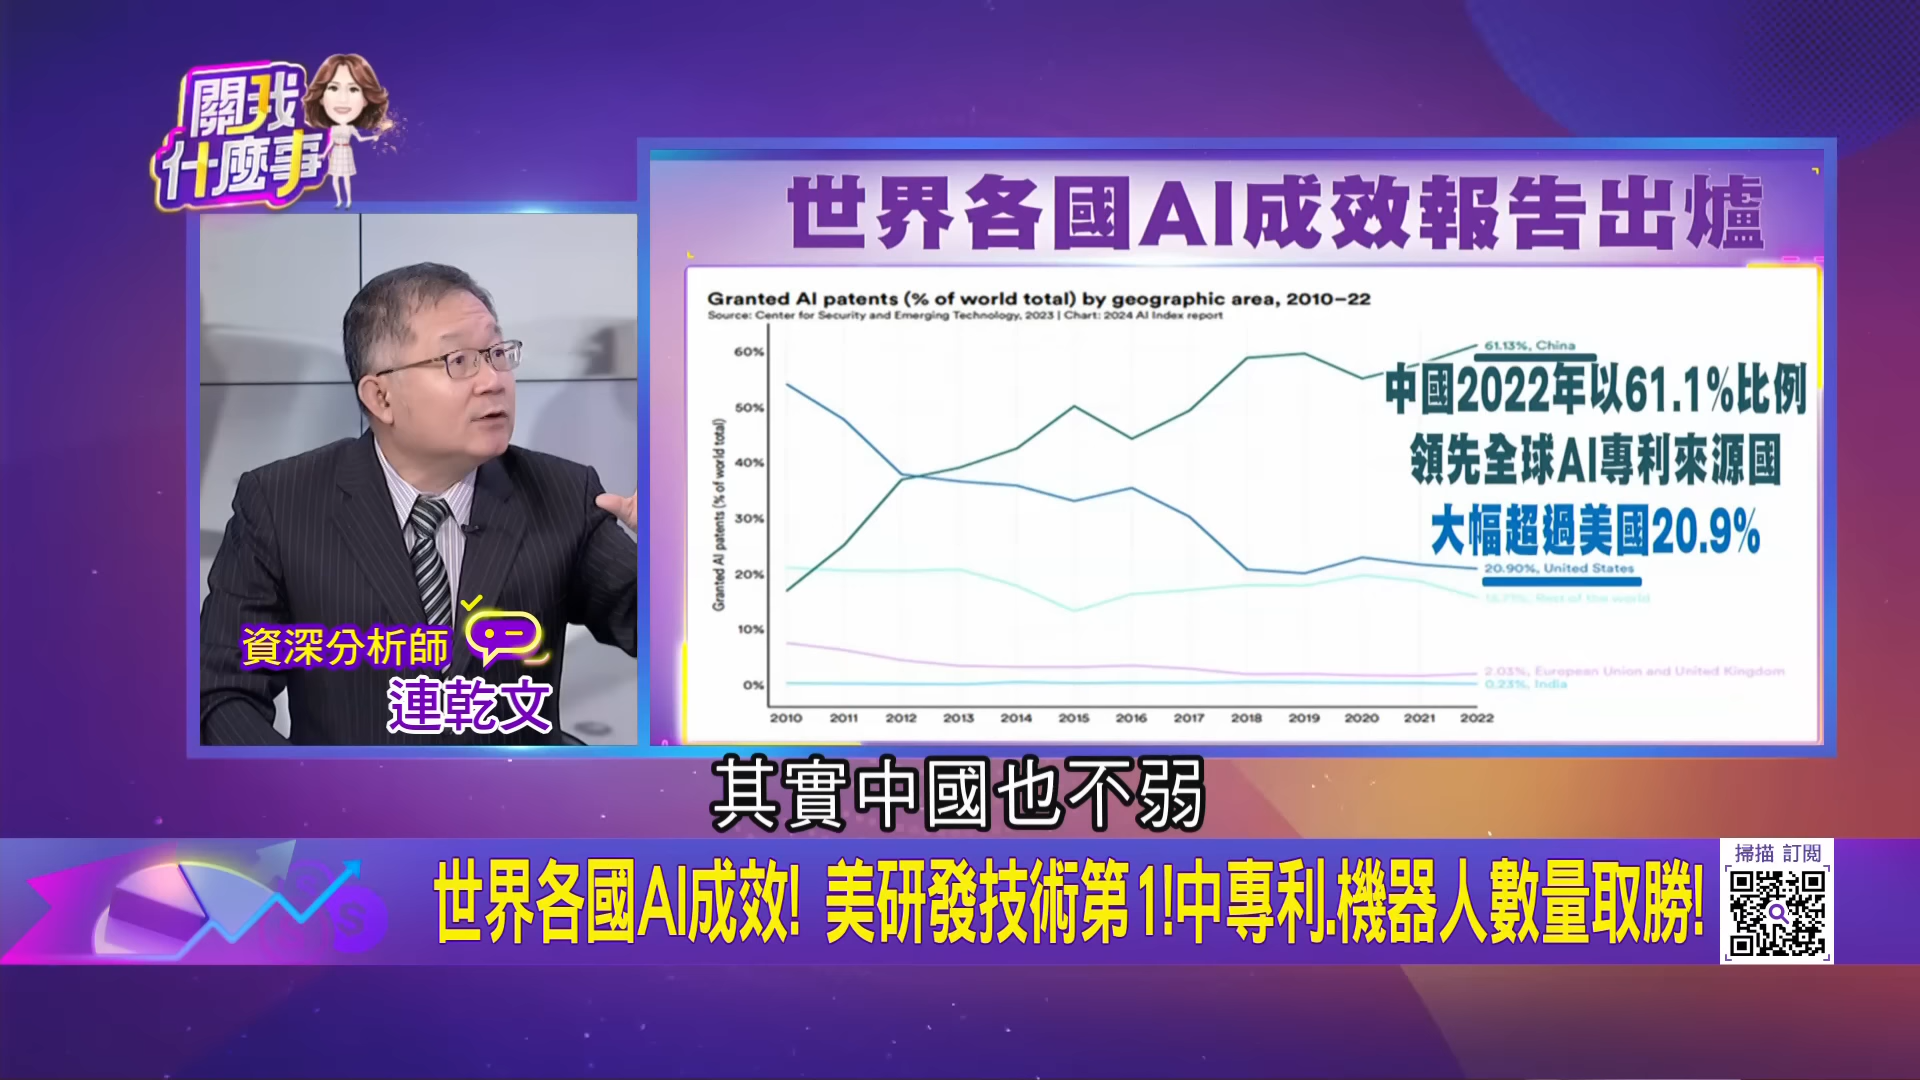 關我
什麼事
世界各國AI成效報告出爐
Granted AI patents (% of world total) by geographic area, 2010–22
Source: Center for Security and Emerging Technology, 2023 | Chart: 2024 AI Index report
Granted AI patents (% of world total)
60%
50%
40%
30%
20%
10%
0%
2010 2011 2012 2013 2014 2015 2016 2017 2018 2019 2020 2021 2022
61.13%, China
中國2022年以61.1%比例
領先全球AI專利來源國
大幅超過美國20.9%
20.90%, United States
15.71%, Rest of the world
2.03%, European Union and United Kingdom
0.23%, India
資深分析師
連乾文
其實中國也不弱
世界各國AI成效! 美研發技術第1!中專利.機器人數量取勝!
掃描 訂閱